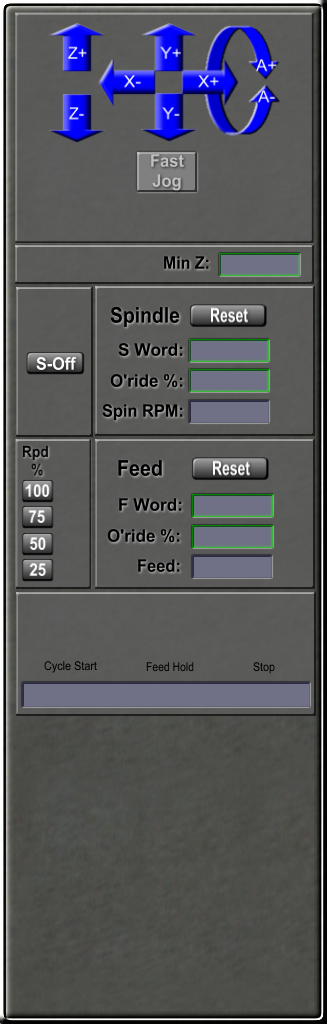 Z+ Y+
X- X+ A+
Z- Y- A-
Fast
Jog
Min Z:
Spindle Reset
S-Off
S Word:
O'ride %:
Spin RPM:
Rpd
%
100
75
50
25
Feed Reset
F Word:
O'ride %:
Feed:
Cycle Start Feed Hold Stop